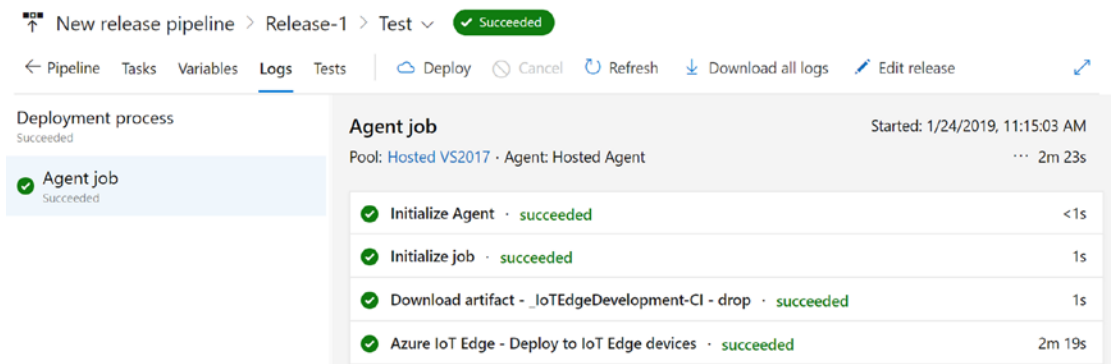 New release pipeline > Release-1 > Test Succeeded
Pipeline Tasks Variables Logs Tests Deploy Cancel Refresh Download all logs Edit release
Deployment process
Succeeded
Agent job
Succeeded
Agent job Started: 1/24/2019, 11:15:03 AM
Pool: Hosted VS2017 · Agent: Hosted Agent ··· 2m 23s
Initialize Agent · succeeded <1s
Initialize job · succeeded 1s
Download artifact - _IoTEdgeDevelopment-CI - drop · succeeded 1s
Azure IoT Edge - Deploy to IoT Edge devices · succeeded 2m 19s